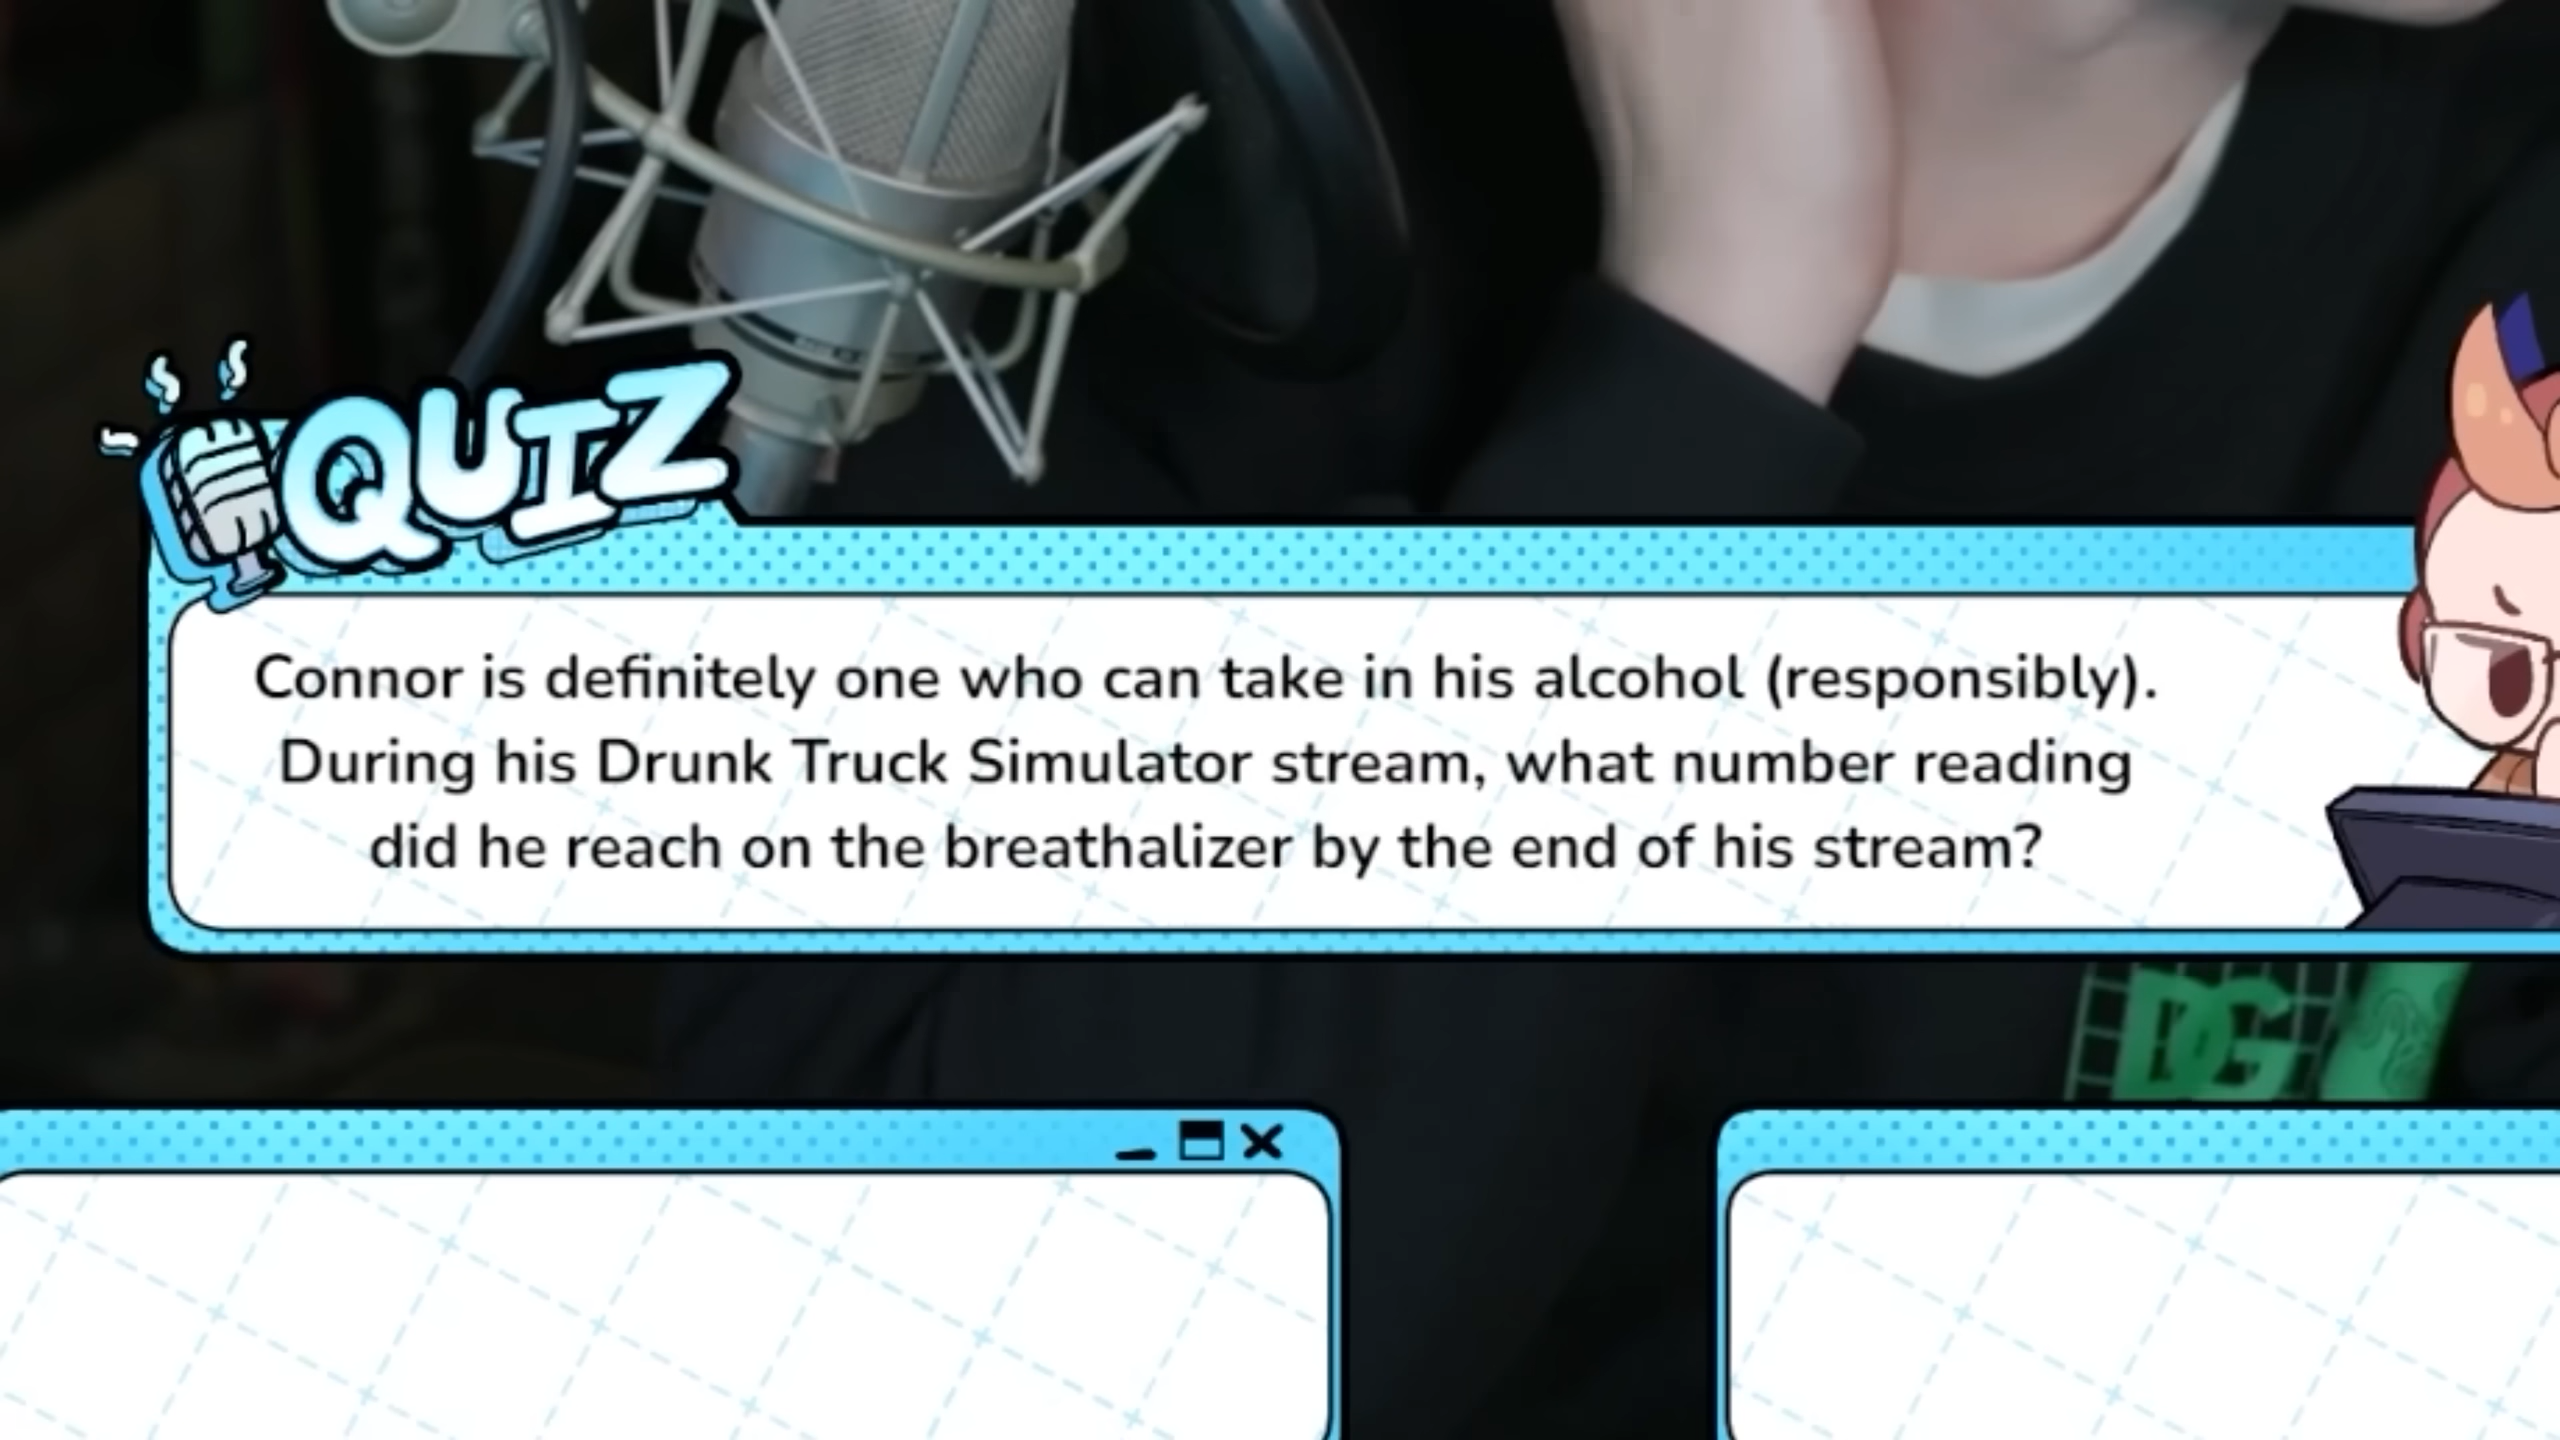 QUIZ
Connor is definitely one who can take in his alcohol (responsibly).
During his Drunk Truck Simulator stream, what number reading
did he reach on the breathalizer by the end of his stream?
DG